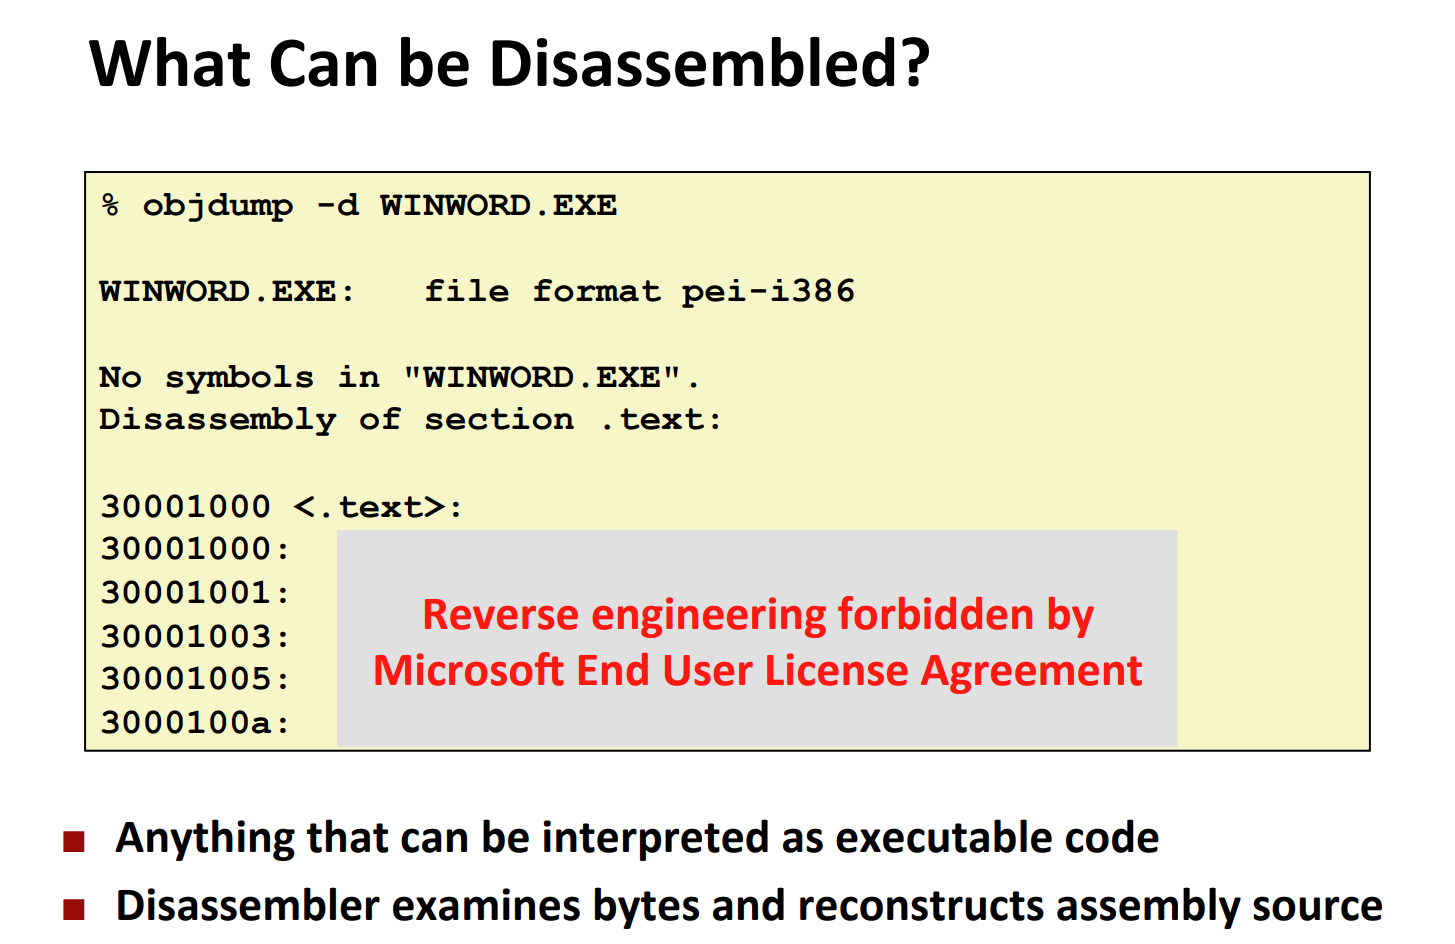 What Can be Disassembled?
% objdump -d WINWORD.EXE
WINWORD.EXE:   file format pei-i386
No symbols in "WINWORD.EXE".
Disassembly of section .text:
30001000 <.text>:
30001000:
30001001:
30001003:
30001005:
3000100a:
Reverse engineering forbidden by
Microsoft End User License Agreement
■ Anything that can be interpreted as executable code
■ Disassembler examines bytes and reconstructs assembly source